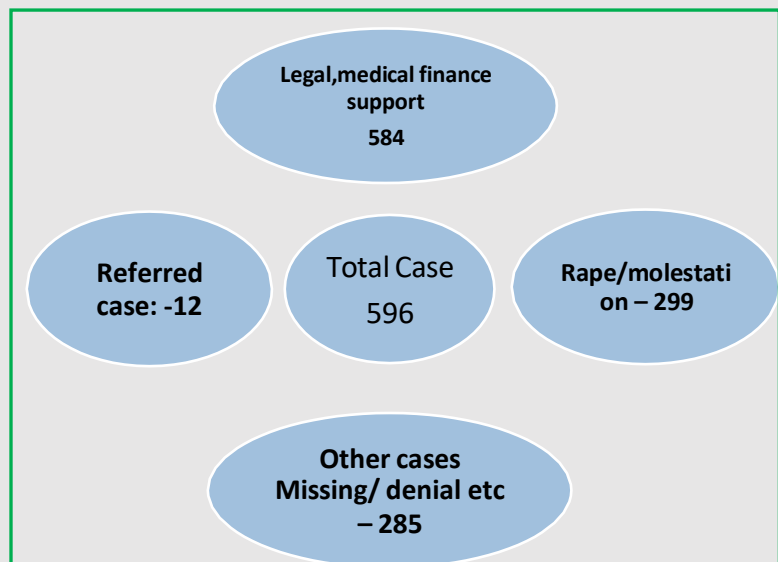 Legal,medical finance
support
584
Referred
case: -12
Total Case
596
Rape/molestati
on – 299
Other cases
Missing/ denial etc
– 285